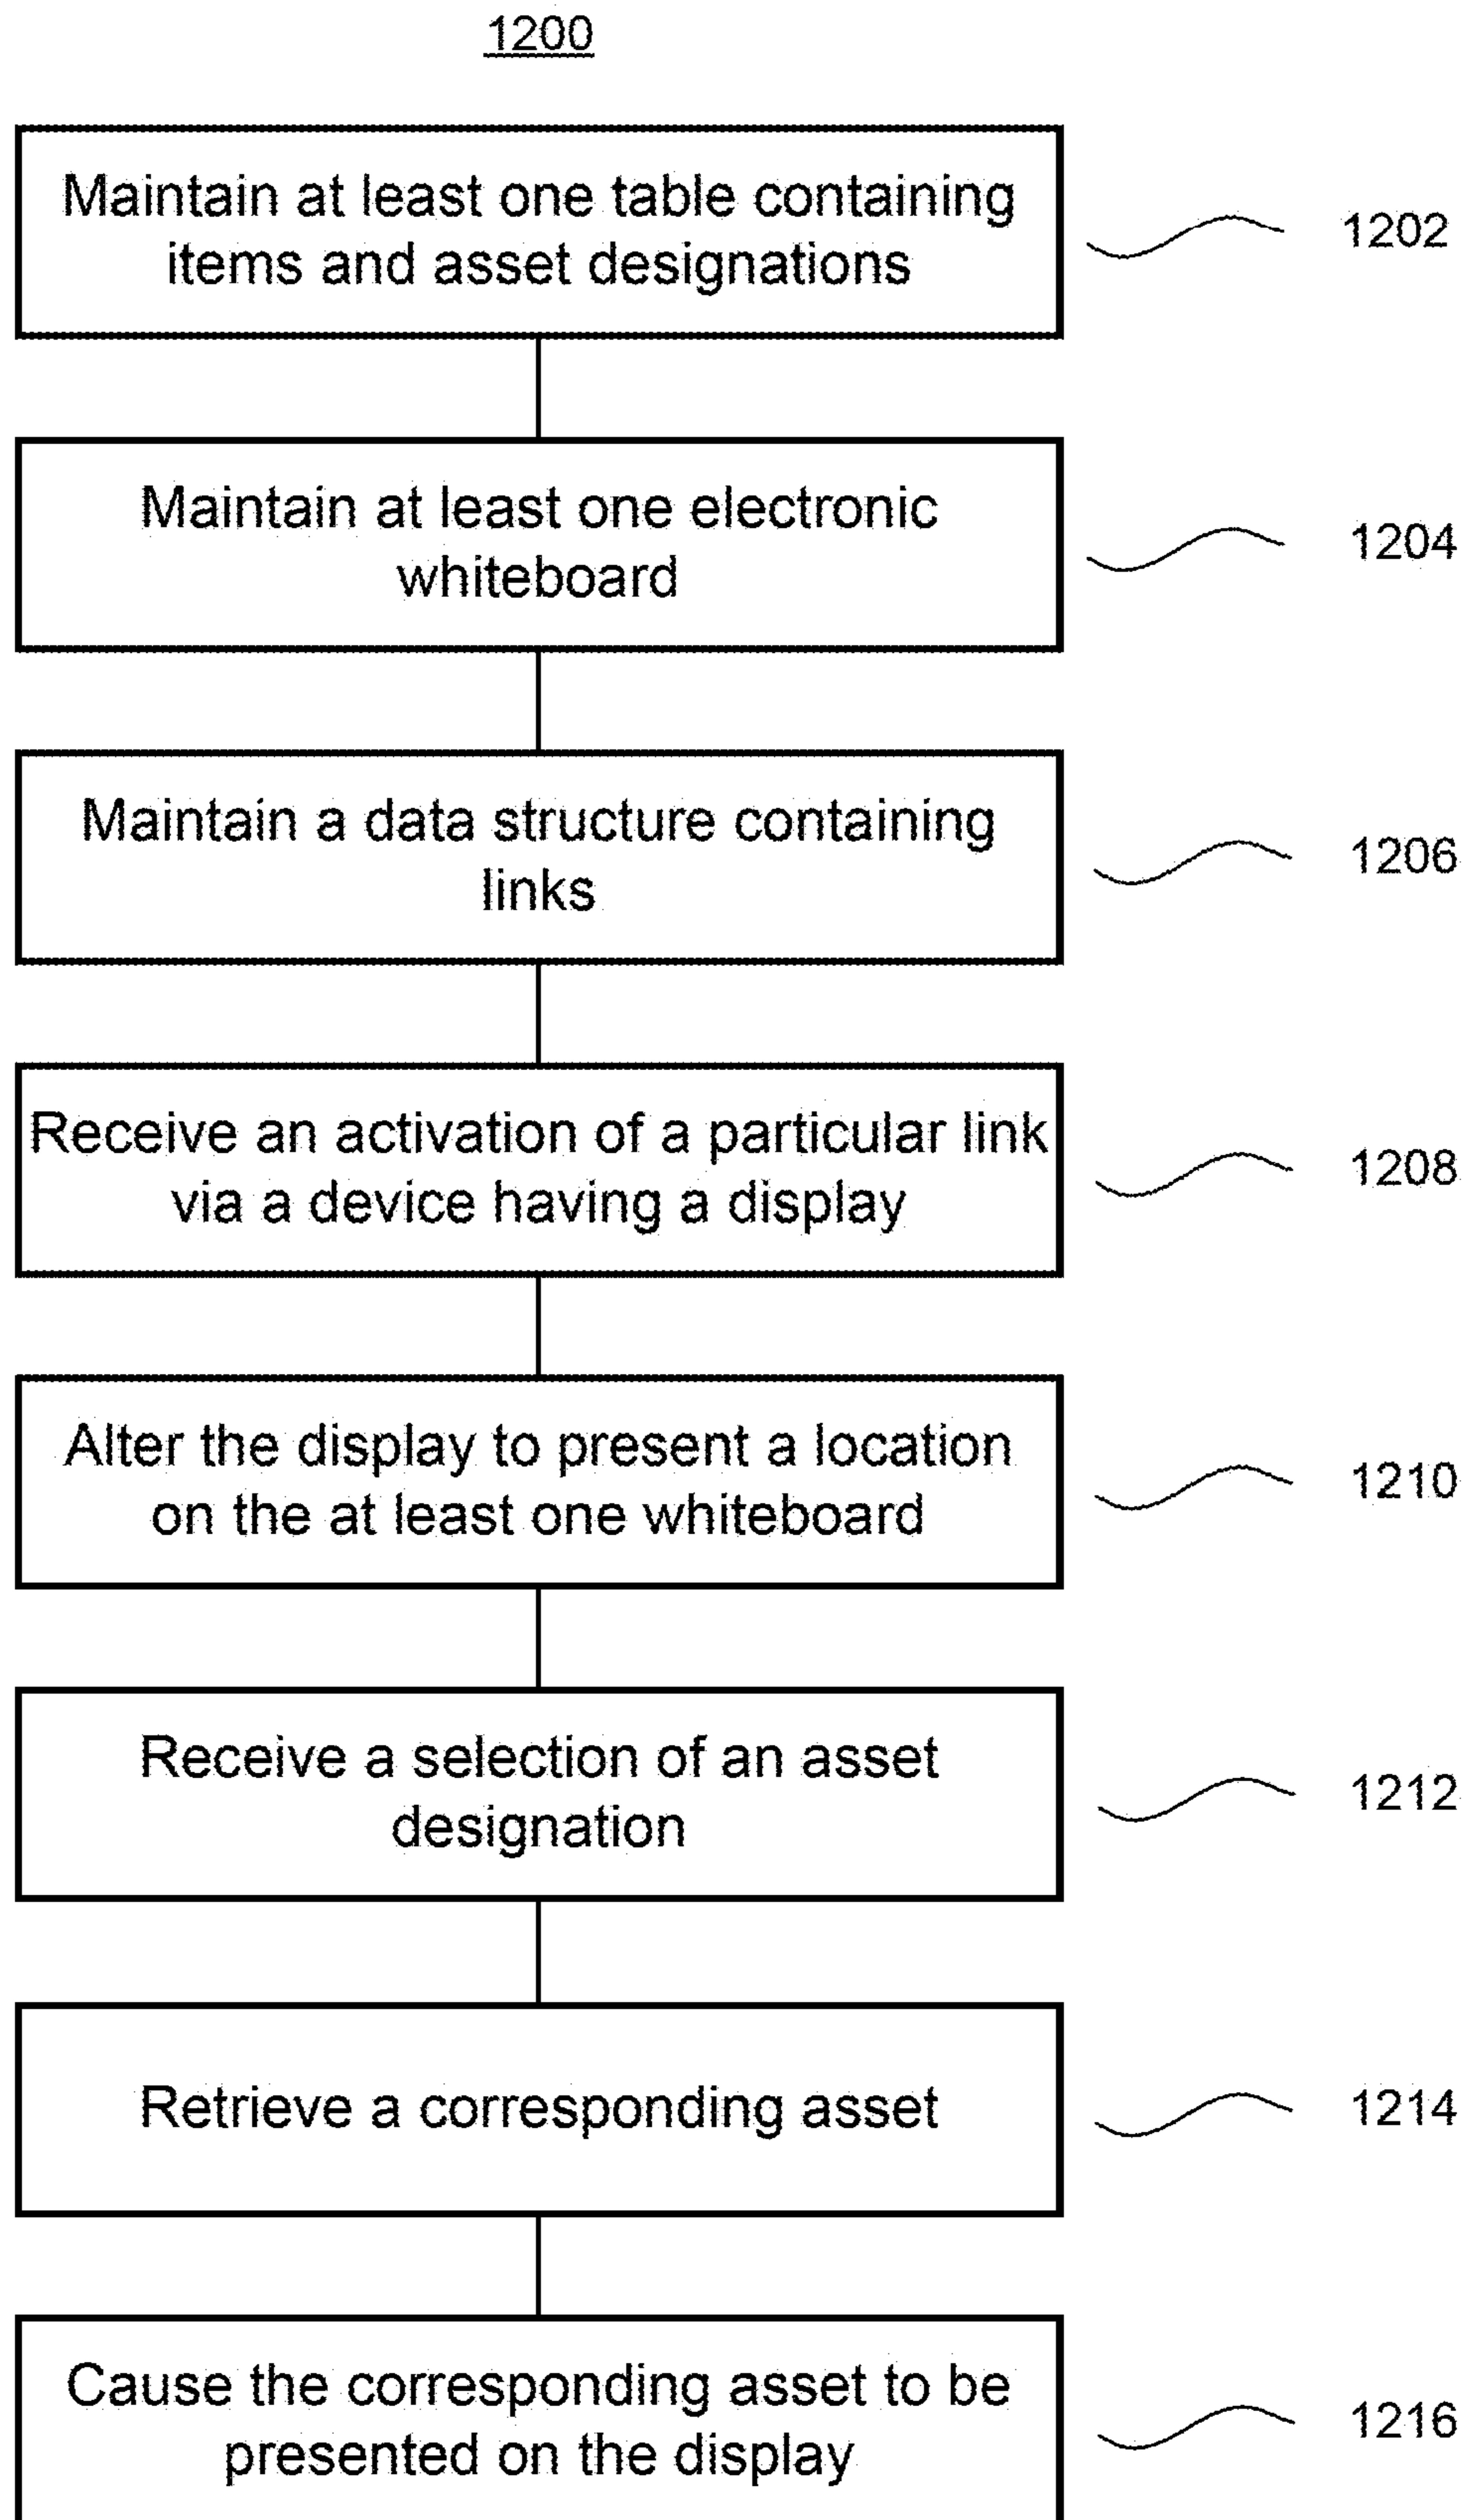 1200
Maintain at least one table containing
items and asset designations
1202
Maintain at least one electronic
whiteboard
1204
Maintain a data structure containing
links
1206
Receive an activation of a particular link
via a device having a display
1208
Alter the display to present a location
on the at least one whiteboard
1210
Receive a selection of an asset
designation
1212
Retrieve a corresponding asset
1214
Cause the corresponding asset to be
presented on the display
1216